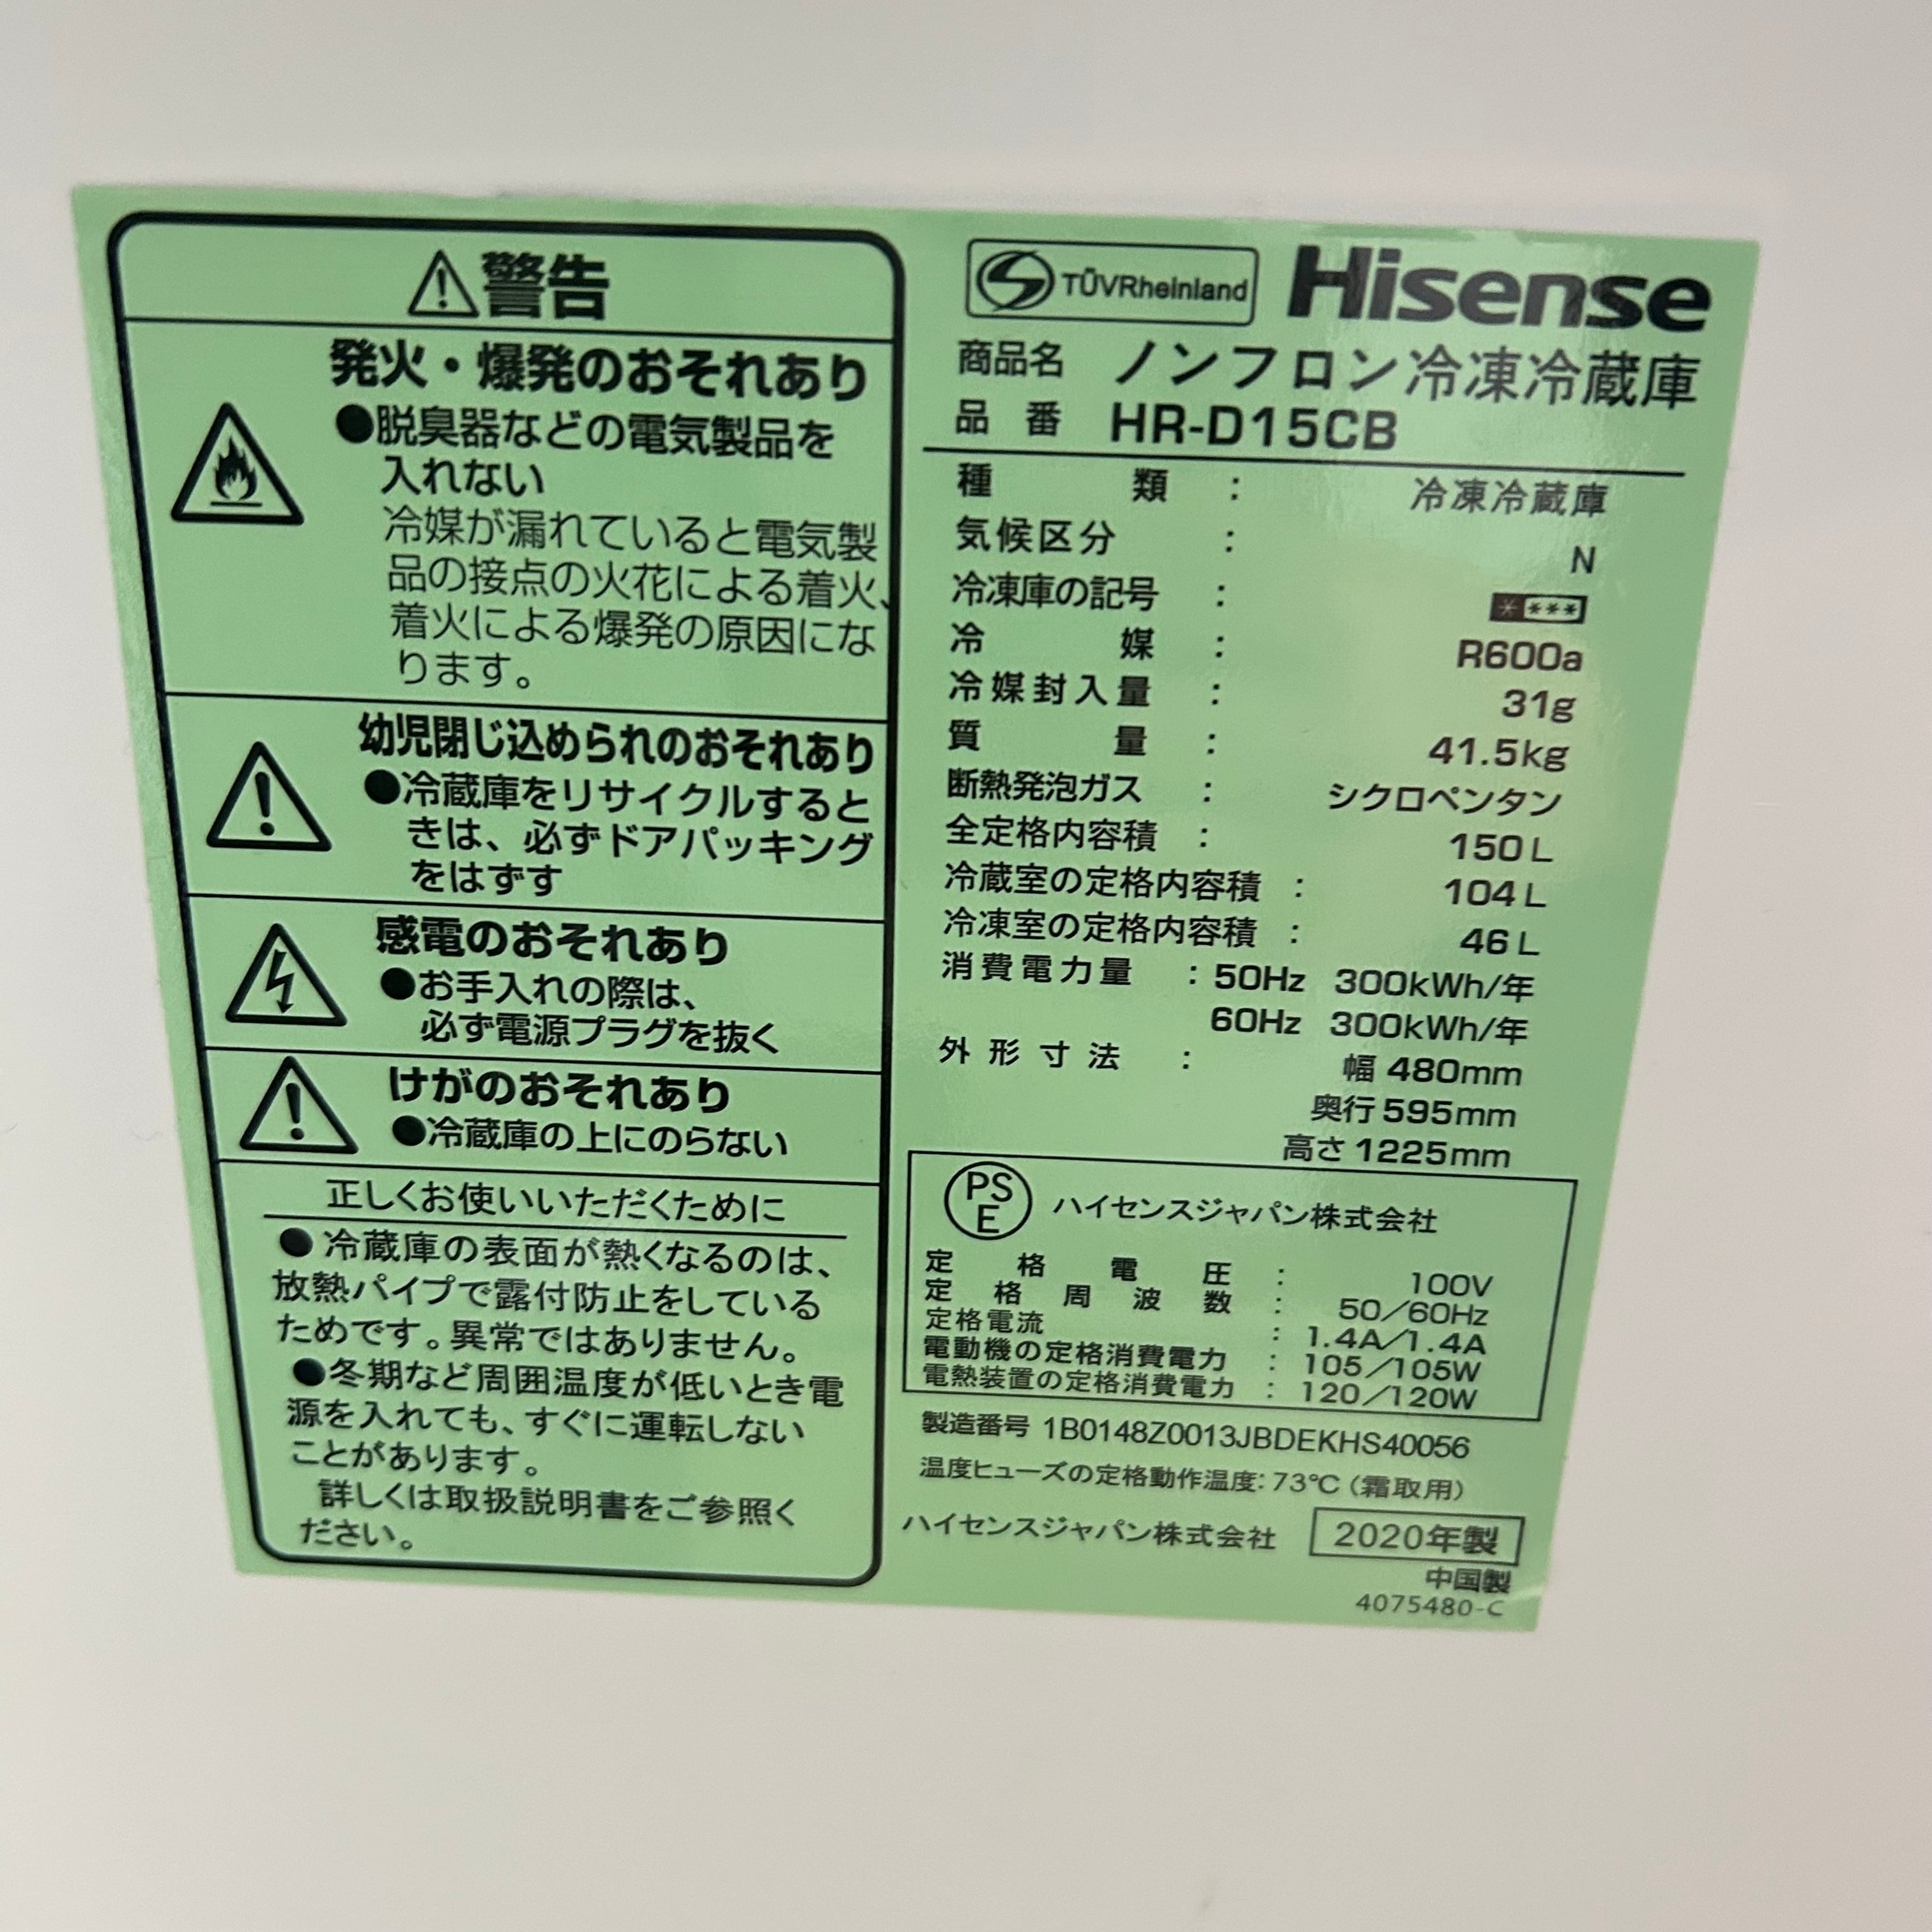 警告
発火・爆発のおそれあり
●脱臭器などの電気製品を
入れない
冷媒が漏れていると電気製
品の接点の火花による着火、
着火による爆発の原因にな
ります。
幼児閉じ込められのおそれあり
●冷蔵庫をリサイクルすると
きは、必ずドアパッキング
をはずす
感電のおそれあり
●お手入れの際は、
必ず電源プラグを抜く
けがのおそれあり
●冷蔵庫の上にのらない
正しくお使いいただくために
●冷蔵庫の表面が熱くなるのは、
放熱パイプで露付防止をしている
ためです。異常ではありません。
●冬期など周囲温度が低いとき電
源を入れても、すぐに運転しない
ことがあります。
詳しくは取扱説明書をご参照く
ださい。
TÜVRheinland Hisense
商品名 ノンフロン冷凍冷蔵庫
品番 HR-D15CB
種類 : 冷凍冷蔵庫
気候区分 : N
冷凍庫の記号 : ****
冷媒 : R600a
冷媒封入量 : 31g
質量 : 41.5kg
断熱発泡ガス : シクロペンタン
全定格内容積 : 150L
冷蔵室の定格内容積 : 104L
冷凍室の定格内容積 : 46L
消費電力量 : 50Hz 300kWh/年
60Hz 300kWh/年
外形寸法 : 幅 480mm
奥行 595mm
高さ 1225mm
PSE ハイセンスジャパン株式会社
定格電圧 : 100V
定格周波数 : 50/60Hz
定格電流 : 1.4A/1.4A
電動機の定格消費電力 : 105/105W
電熱装置の定格消費電力 : 120/120W
製造番号 1B0148Z0013JBDEKHS40056
温度ヒューズの定格動作温度:73℃(霜取用)
ハイセンスジャパン株式会社 2020年製
中国製
4075480-C